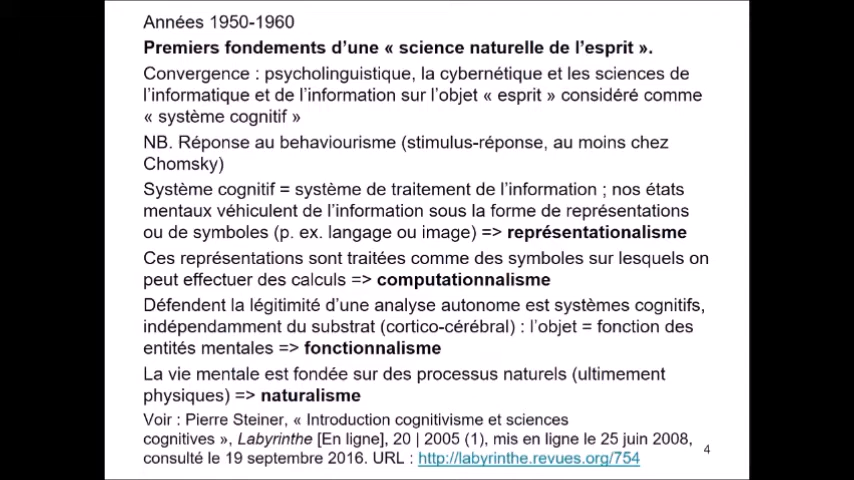 Années 1950-1960
Premiers fondements d’une « science naturelle de l’esprit ».
Convergence : psycholinguistique, la cybernétique et les sciences de
l’informatique et de l’information sur l’objet « esprit » considéré comme
« système cognitif »
NB. Réponse au behaviourisme (stimulus-réponse, au moins chez
Chomsky)
Système cognitif = système de traitement de l’information ; nos états
mentaux véhiculent de l’information sous la forme de représentations
ou de symboles (p. ex. langage ou image) => représentationalisme
Ces représentations sont traitées comme des symboles sur lesquels on
peut effectuer des calculs => computationnalisme
Défendent la légitimité d’une analyse autonome est systèmes cognitifs,
indépendamment du substrat (cortico-cérébral) : l’objet = fonction des
entités mentales => fonctionnalisme
La vie mentale est fondée sur des processus naturels (ultimement
physiques) => naturalisme
Voir : Pierre Steiner, « Introduction cognitivisme et sciences
cognitives », Labyrinthe [En ligne], 20 | 2005 (1), mis en ligne le 25 juin 2008,
consulté le 19 septembre 2016. URL : http://labyrinthe.revues.org/754
4